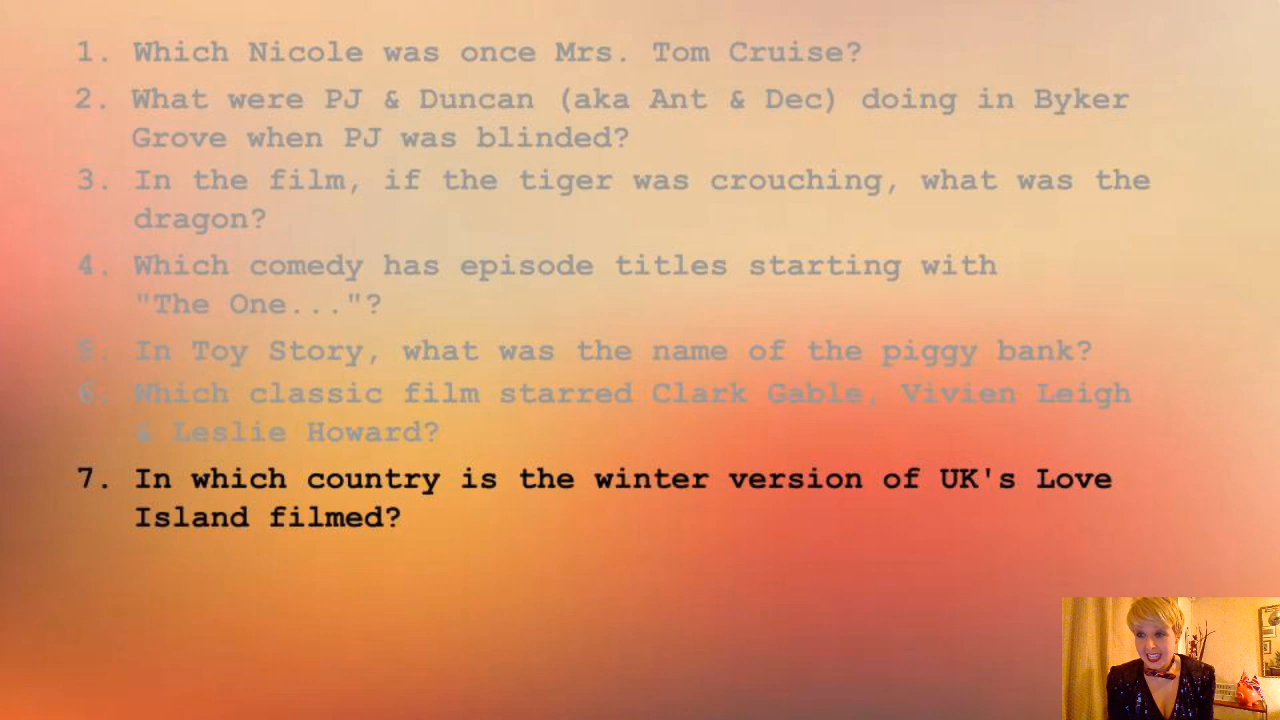 1. Which Nicole was once Mrs. Tom Cruise?
2. What were PJ & Duncan (aka Ant & Dec) doing in Byker
Grove when PJ was blinded?
3. In the film, if the tiger was crouching, what was the
dragon?
4. Which comedy has episode titles starting with
"The One..."?
5. In Toy Story, what was the name of the piggy bank?
6. Which classic film starred Clark Gable, Vivien Leigh
& Leslie Howard?
7. In which country is the winter version of UK's Love
Island filmed?